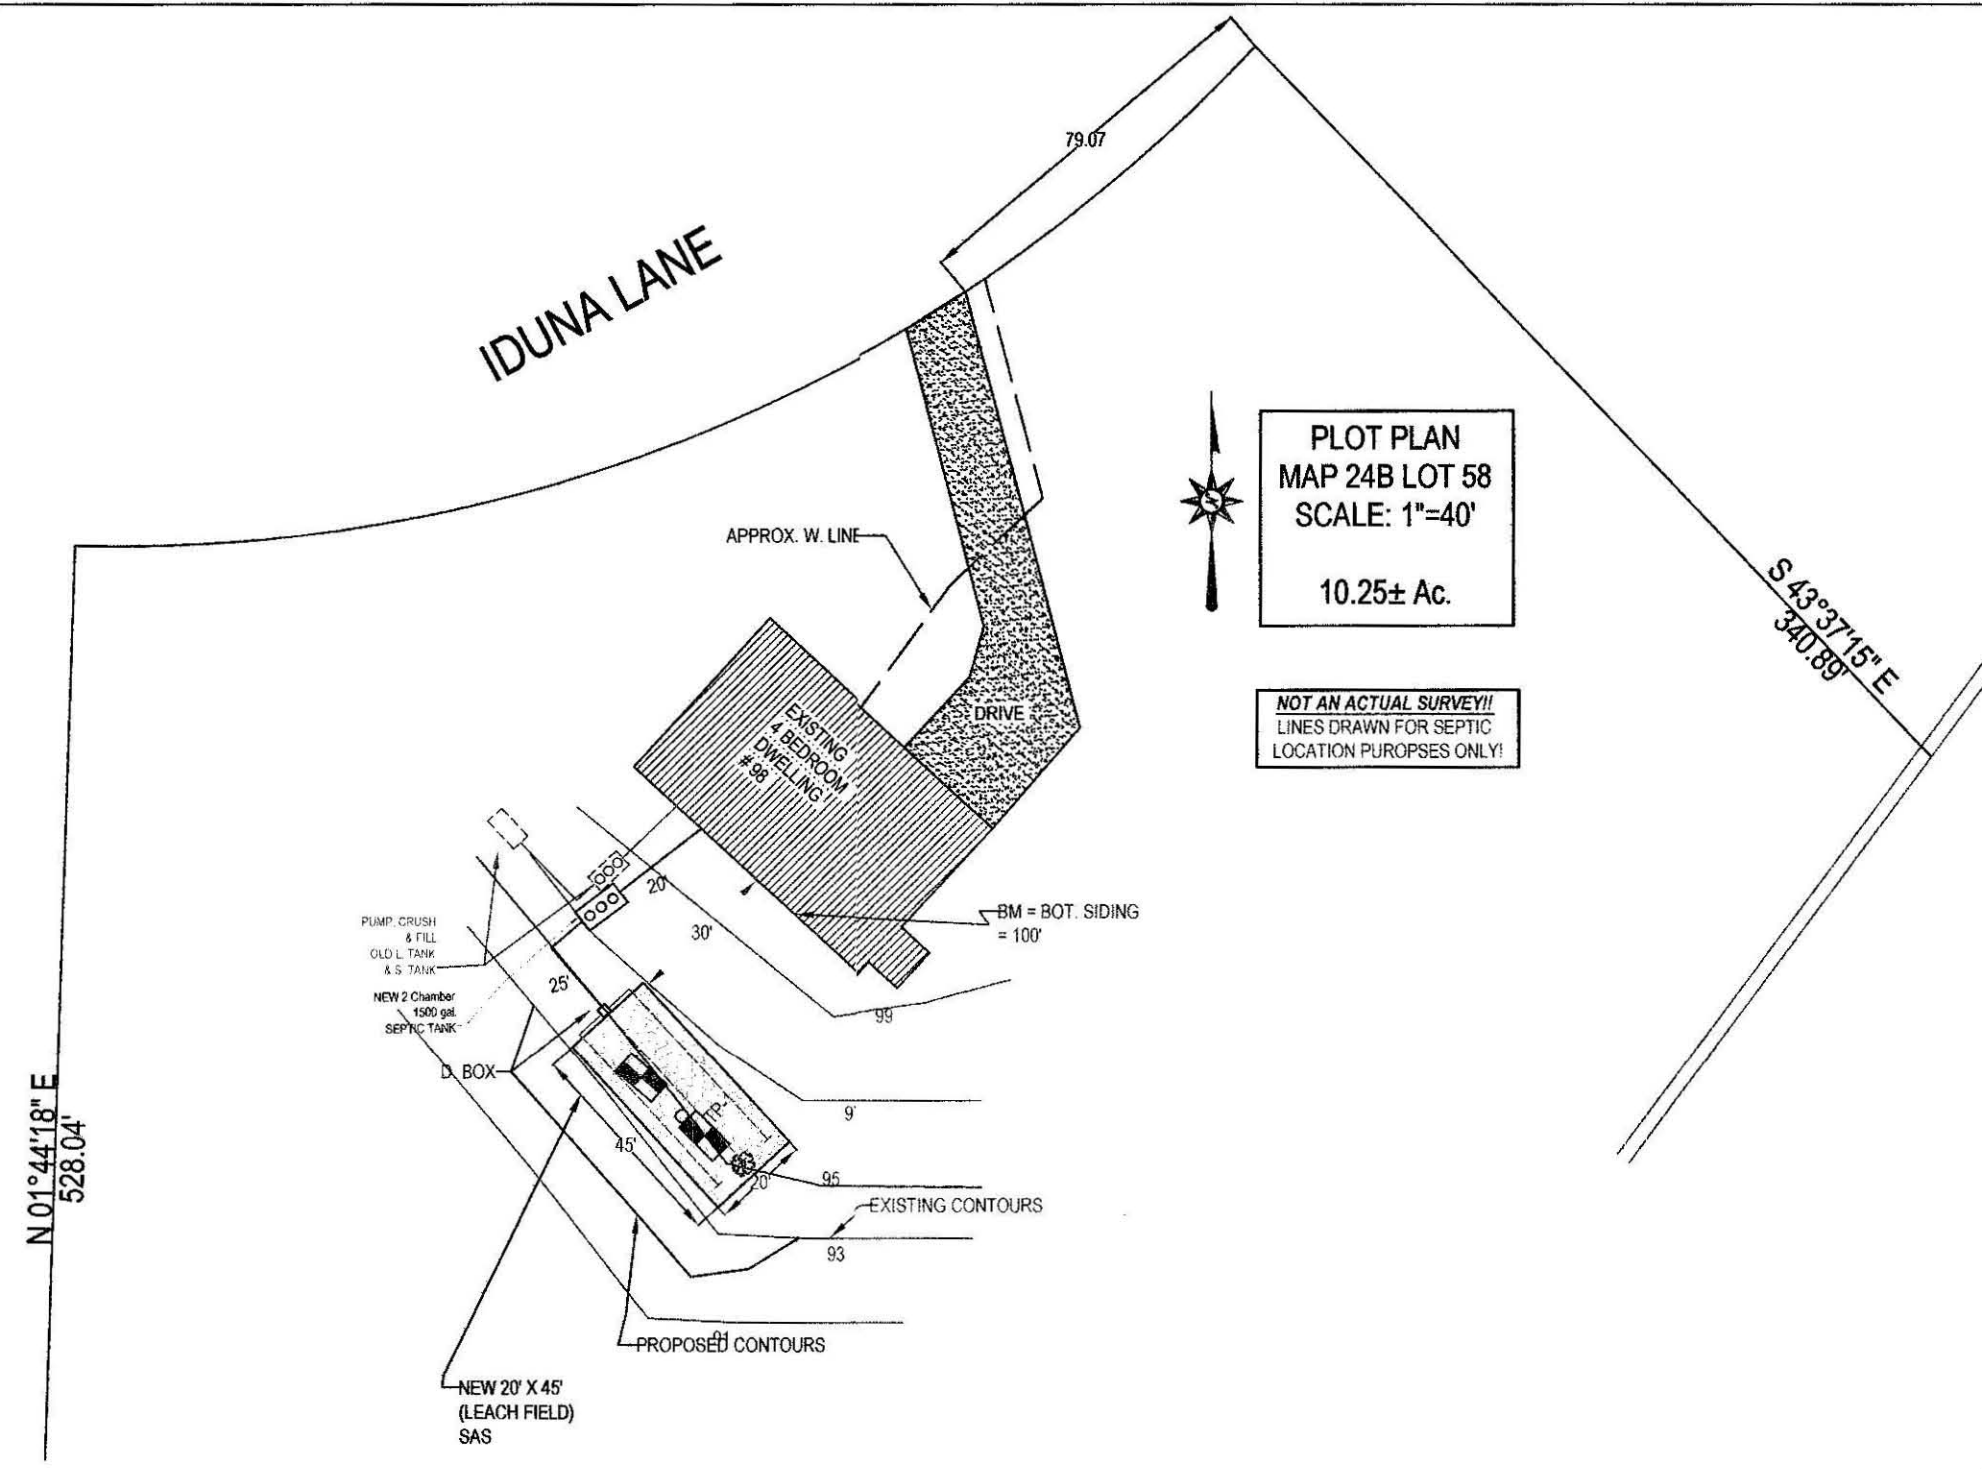 79.07
IDUNA LANE
PLOT PLAN
MAP 24B LOT 58
SCALE: 1"=40'
10.25± Ac.
APPROX. W. LINE
S 43°37'15" E
340.89'
NOT AN ACTUAL SURVEY!!
LINES DRAWN FOR SEPTIC
LOCATION PUROPSES ONLY!
DRIVE
EXISTING
4 BEDROOM
DWELLING
# 98
20'
30'
BM = BOT. SIDING
= 100'
PUMP, CRUSH
& FILL
OLD L. TANK
& S. TANK
NEW 2 Chamber
1500 gal.
SEPTIC TANK
25'
99
D. BOX
N 01°44'18" E
528.04'
9'
TP-
45'
20'
95
EXISTING CONTOURS
93
91
PROPOSED CONTOURS
NEW 20' X 45'
(LEACH FIELD)
SAS